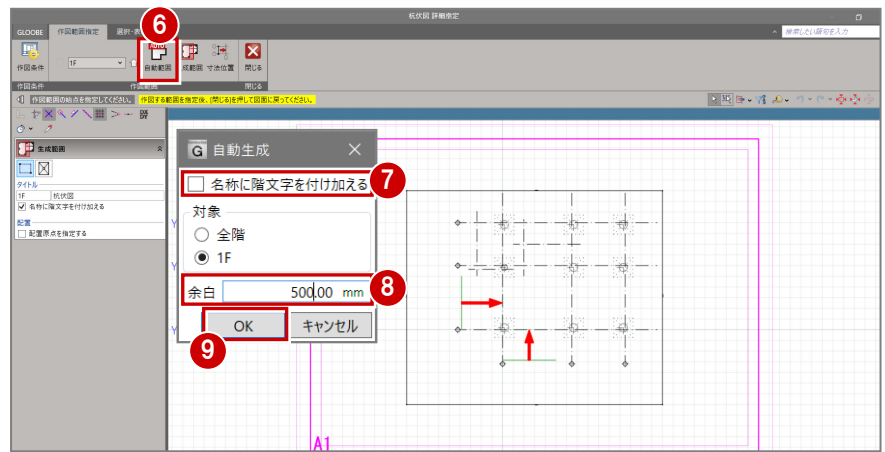 杭伏図 詳細指定
6
GLOOBE 作図範囲指定 選択・表
検索したい語句を入力
作図条件 1F AUTO 自動範囲 成範囲 寸法位置 閉じる
作図条件 作図範囲 閉じる
作図範囲の始点を指定してください。 作図する範囲を指定後、[閉じる]を押して図面に戻ってください。
生成範囲
タイトル
1F 杭伏図
名称に階文字を付け加える
配置
配置原点を指定する
G 自動生成
名称に階文字を付け加える 7
対象
全階
1F
余白 500.00 mm 8
OK キャンセル
9
Y
Y
Y
A1